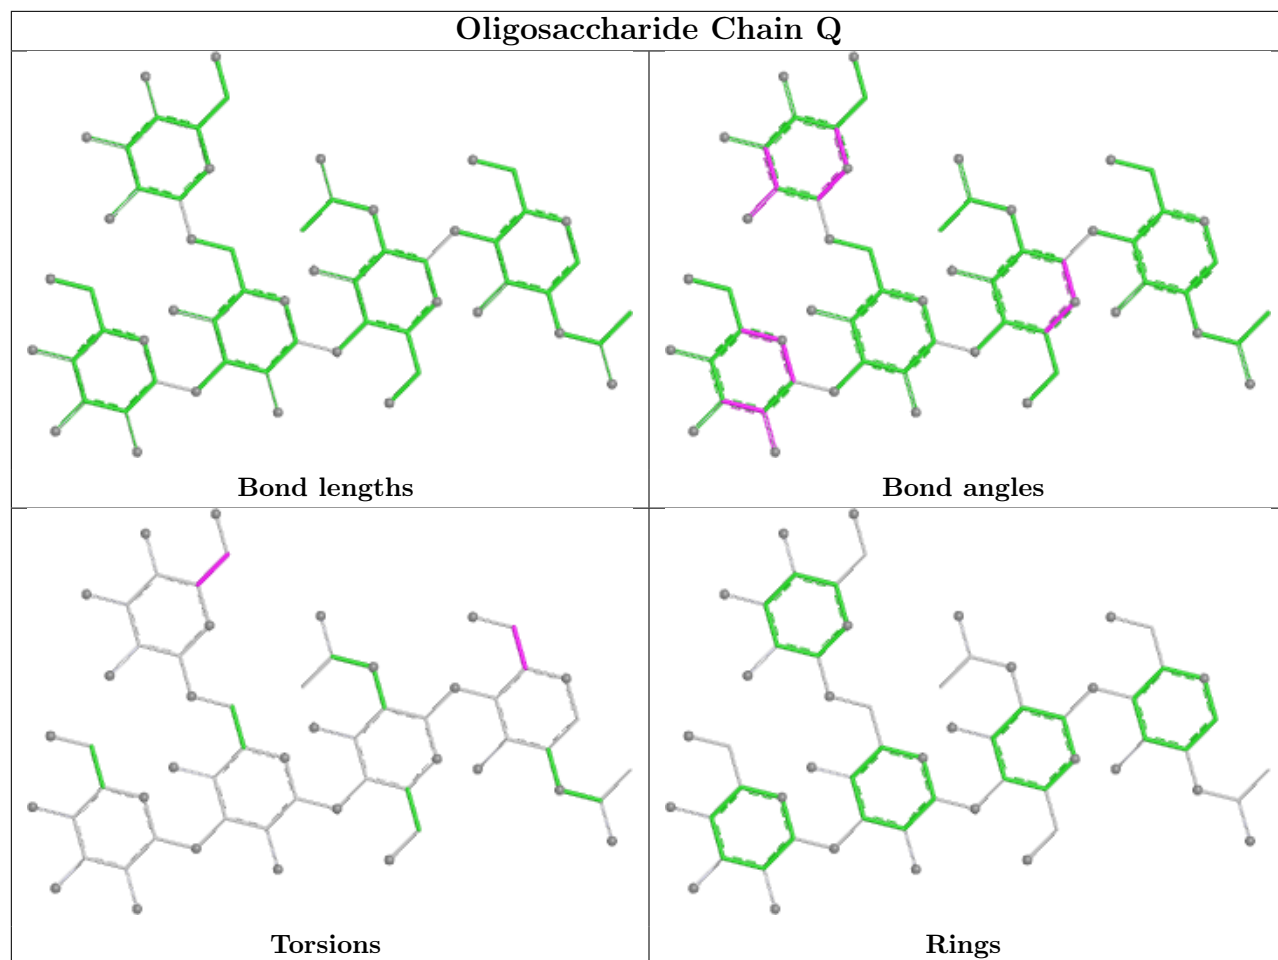 Oligosaccharide Chain Q
Bond lengths
Bond angles
Torsions
Rings